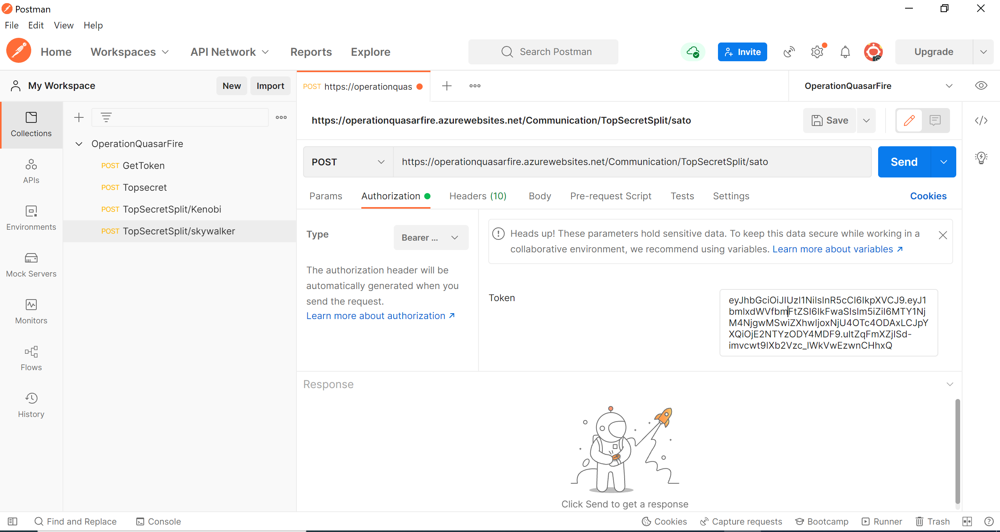 Postman
File Edit View Help
Home Workspaces API Network Reports Explore Search Postman Invite Upgrade
My Workspace New Import POST https://operationquas OperationQuasarFire
https://operationquasarfire.azurewebsites.net/Communication/TopSecretSplit/sato Save
Collections
OperationQuasarFire
POST GetToken
POST Topsecret
POST TopSecretSplit/Kenobi
POST TopSecretSplit/skywalker
APIs
Environments
Mock Servers
Monitors
Flows
History
POST https://operationquasarfire.azurewebsites.net/Communication/TopSecretSplit/sato Send
Params Authorization Headers (10) Body Pre-request Script Tests Settings Cookies
Type Bearer ...
The authorization header will be
automatically generated when you
send the request.
Learn more about authorization ↗
Heads up! These parameters hold sensitive data. To keep this data secure while working in a
collaborative environment, we recommend using variables. Learn more about variables ↗
Token
eyJhbGciOiJIUzI1NiIsInR5cCI6IkpXVCJ9.eyJ1
bmlxdWVfbmFtZSI6IkFwaSIsIm5iZiI6MTY1Nj
M4NjgwMSwiZXhwIjoxNjU4OTc4ODAxLCJpY
XQiOjE2NTYzODY4MDF9.ultZqFmXZjISd-
imvcwt9IXb2Vzc_lWkVwEzwnCHhxQ
Response
Click Send to get a response
Find and Replace Console Cookies Capture requests Bootcamp Runner Trash